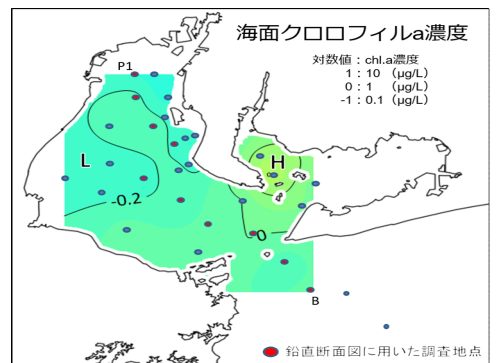 海面クロロフィルa濃度
対数値：chl.a濃度
1：10 （μg/L）
0：1 （μg/L）
-1：0.1（μg/L）
P1
L
H
-0.2
0
B
鉛直断面図に用いた調査地点